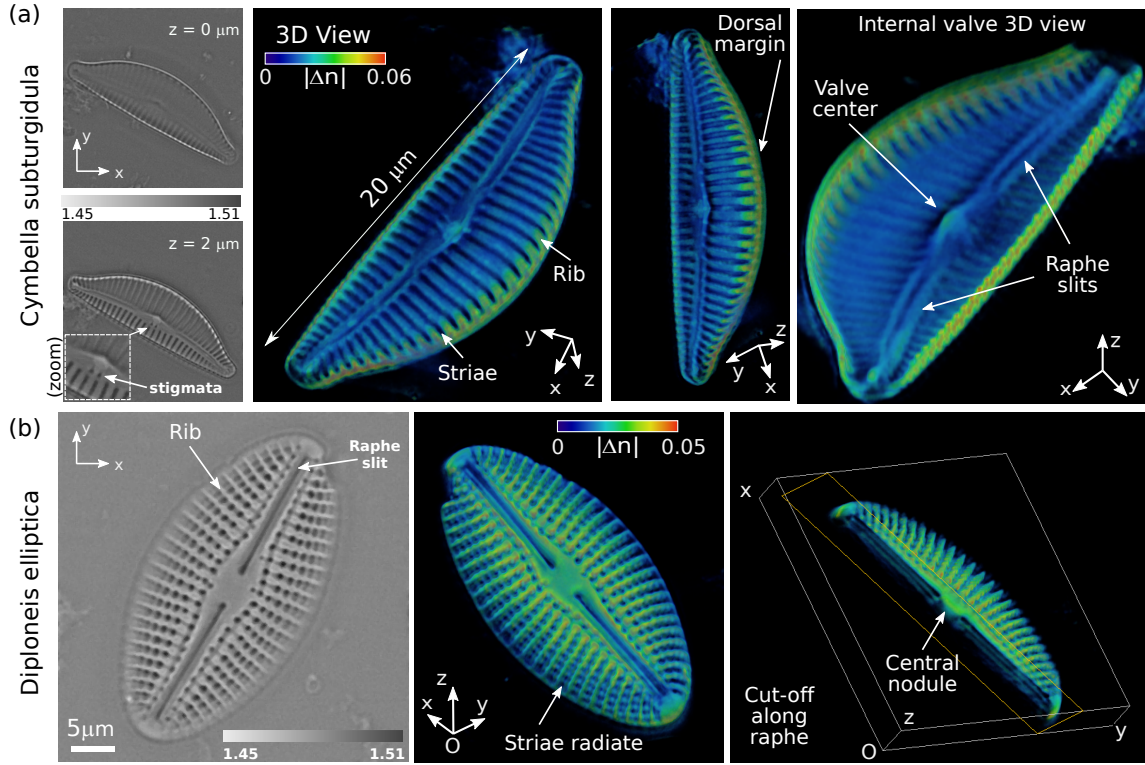 (a)
Cymbella subturgidula
z = 0 µm
y
x
1.45
1.51
z = 2 µm
(zoom)
stigmata
3D View
0 |Δn| 0.06
20 µm
Rib
Striae
y
x
z
Dorsal
margin
z
y
x
Internal valve 3D view
Valve
center
Raphe
slits
z
x
y
(b)
Diploneis elliptica
y
x
Rib
Raphe
slit
5µm
1.45
1.51
0 |Δn| 0.05
z
x
y
O
Striae radiate
x
Central
nodule
Cut-off
along
raphe
z
O
y